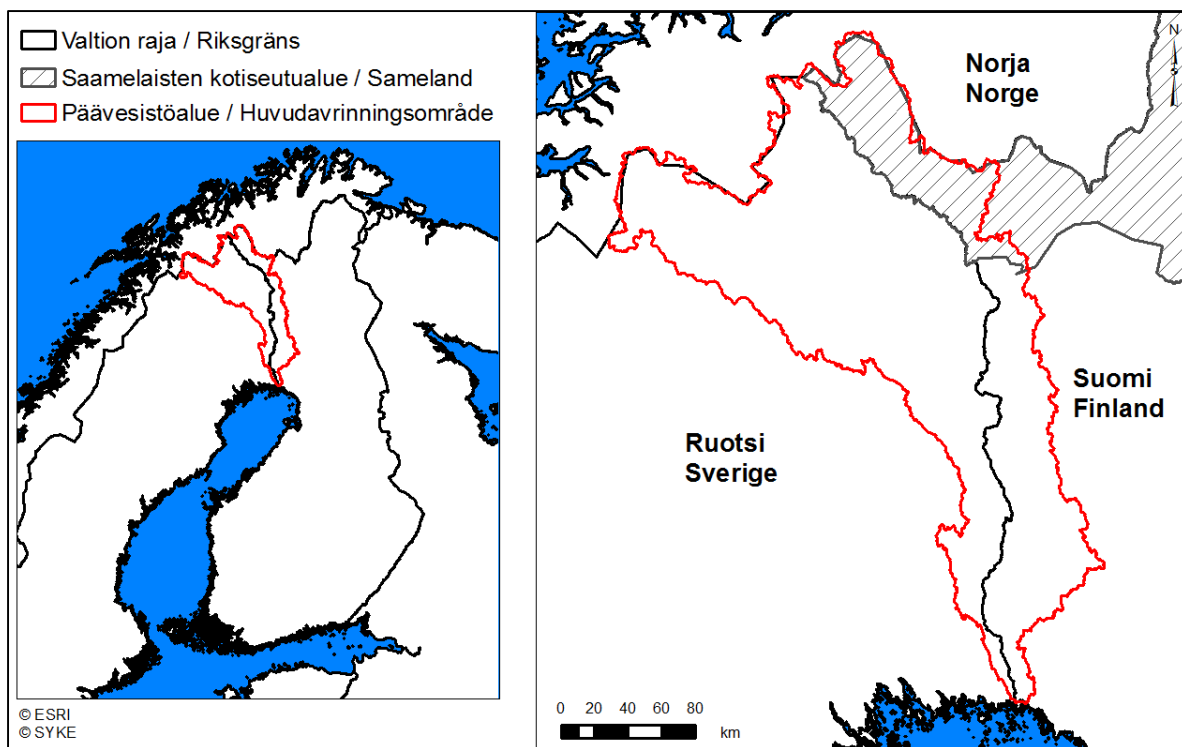 Valtion raja / Riksgräns
Saamelaisten kotiseutualue / Sameland
Päävesistöalue / Huvudavrinningsområde
© ESRI
© SYKE
N
Norja
Norge
Suomi
Finland
Ruotsi
Sverige
0 20 40 60 80
km